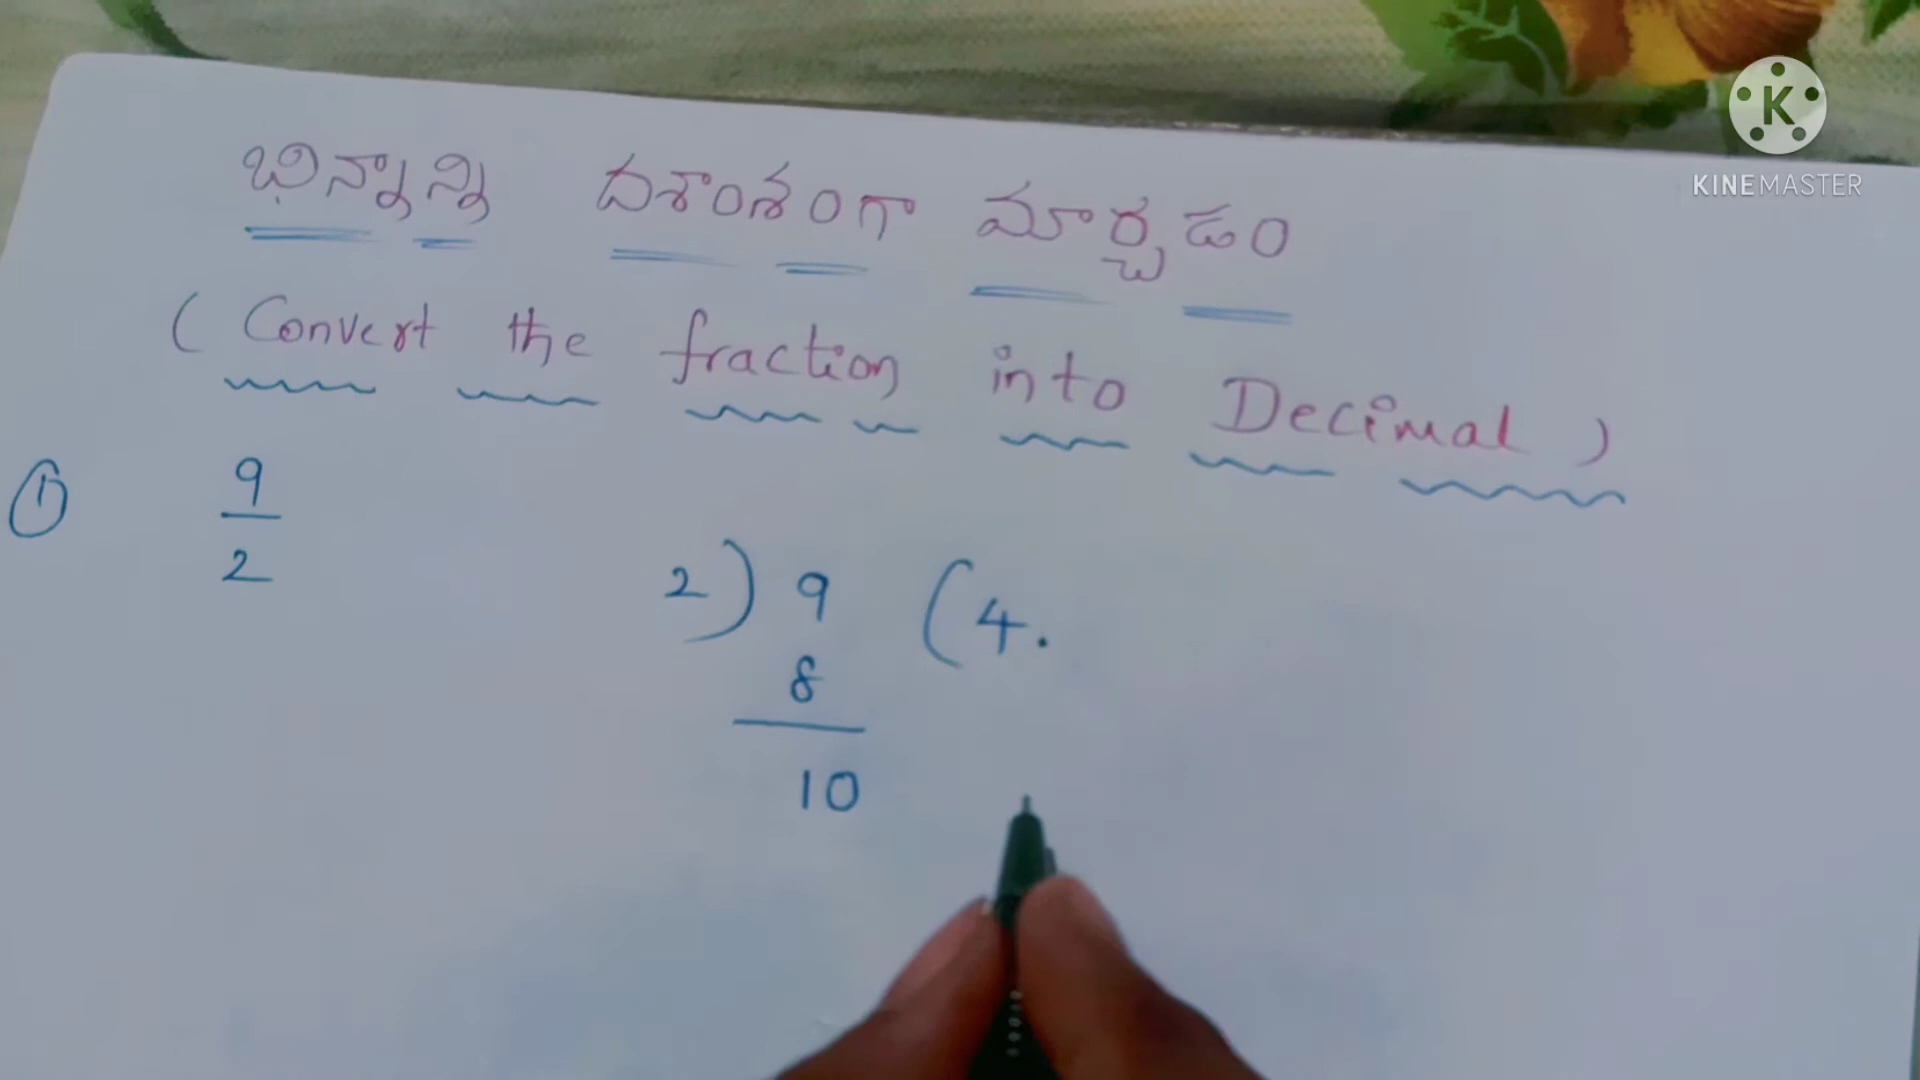 భిన్నాన్ని దశాంశంగా మార్చడం
KINEMASTER
( Convert the fraction into Decimal )
① 9
2
2) 9 (4.
8
10